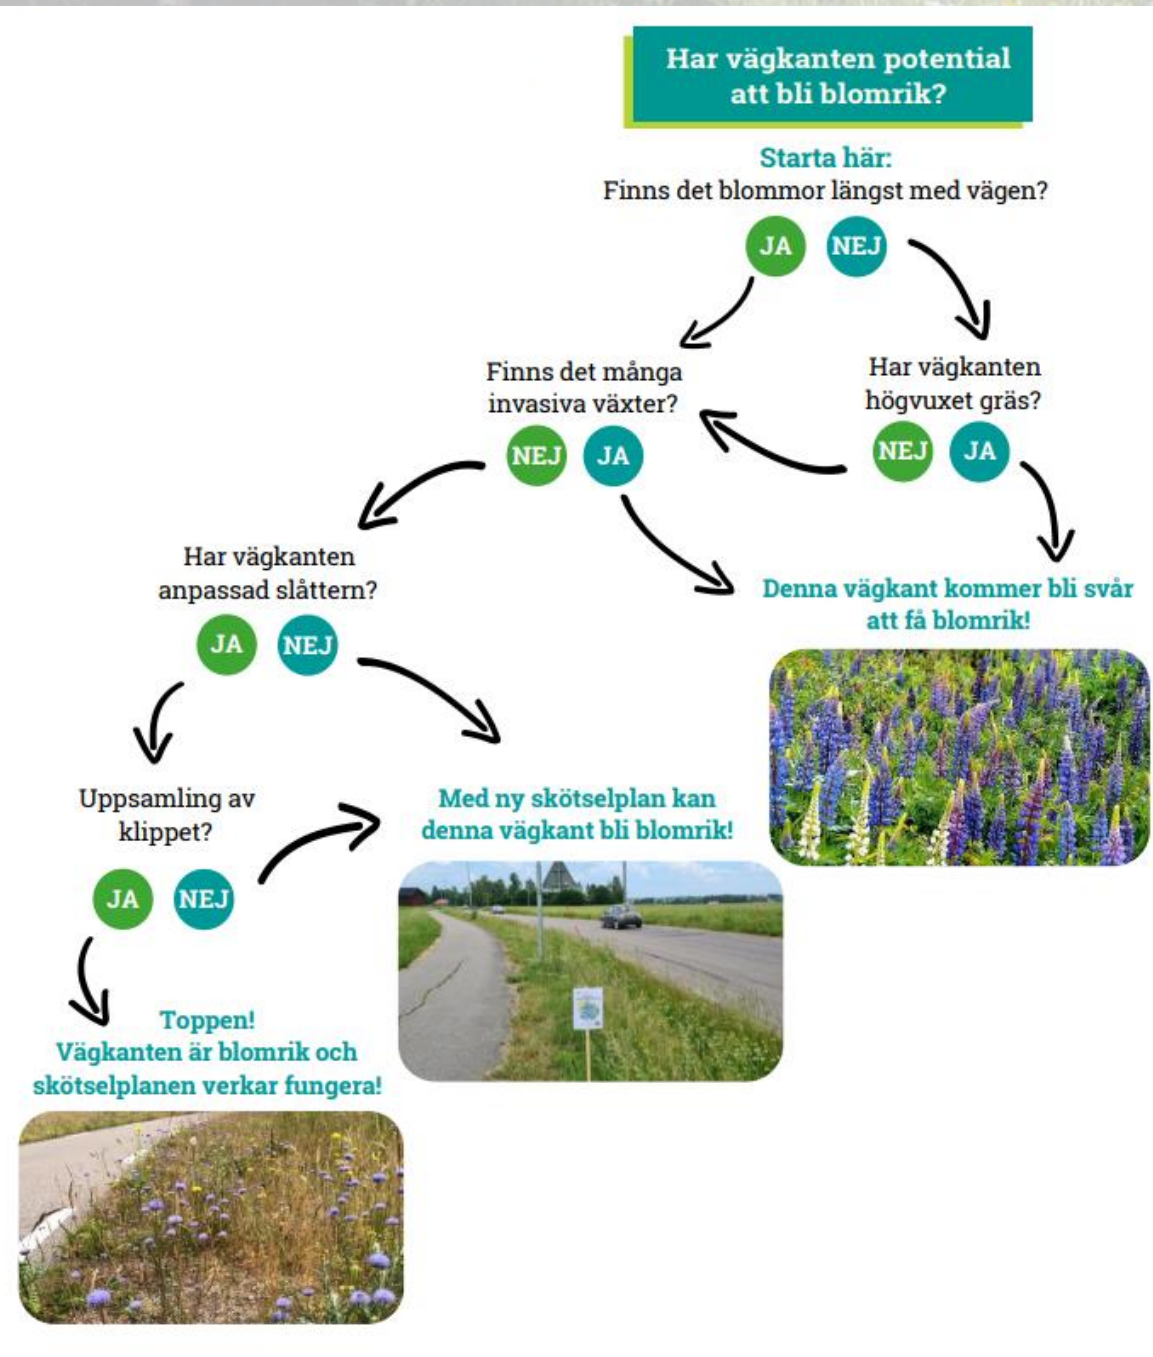 Har vägkanten potential
att bli blomrik?
Starta här:
Finns det blommor längst med vägen?
JA
NEJ
Finns det många
invasiva växter?
NEJ
JA
Har vägkanten
högvuxet gräs?
NEJ
JA
Har vägkanten
anpassad slåttern?
JA
NEJ
Denna vägkant kommer bli svår
att få blomrik!
Uppsamling av
klippet?
JA
NEJ
Med ny skötselplan kan
denna vägkant bli blomrik!
Toppen!
Vägkanten är blomrik och
skötselplanen verkar fungera!